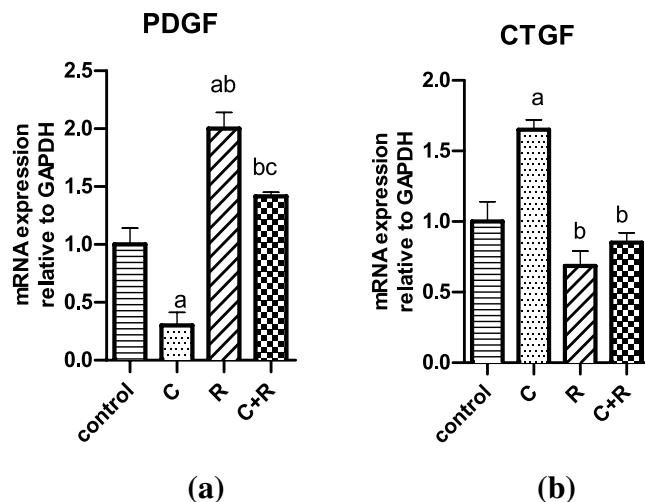 PDGF
mRNA expression
relative to GAPDH
2.5
2.0
1.5
1.0
0.5
0.0
a
ab
bc
control
C
R
C+R
(a)
CTGF
mRNA expression
relative to GAPDH
2.0
1.5
1.0
0.5
0.0
a
b
b
control
C
R
C+R
(b)